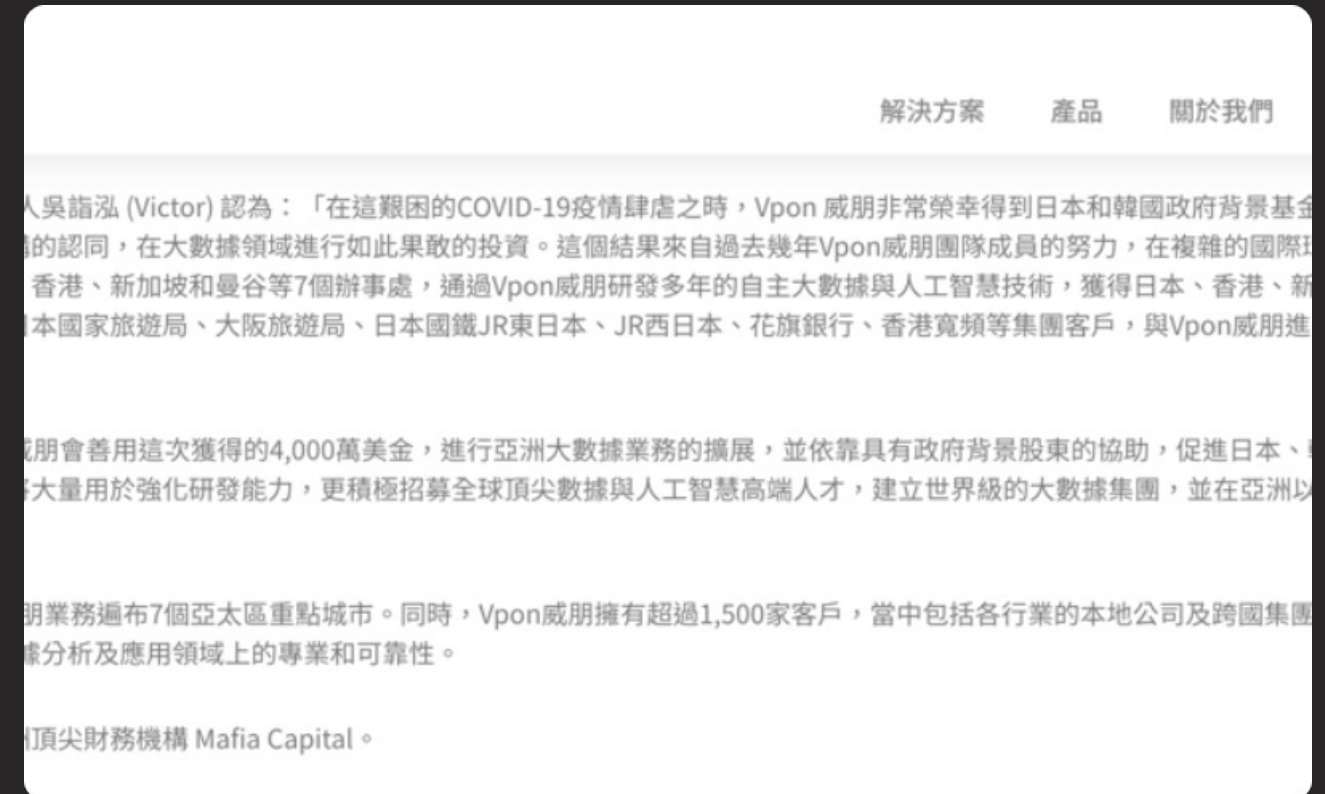 解決方案 產品 關於我們
人吳詣泓 (Victor) 認為：「在這艱困的COVID-19疫情肆虐之時，Vpon 威朋非常榮幸得到日本和韓國政府背景基金
的認同，在大數據領域進行如此果敢的投資。這個結果來自過去幾年Vpon威朋團隊成員的努力，在複雜的國際
香港、新加坡和曼谷等7個辦事處，通過Vpon威朋研發多年的自主大數據與人工智慧技術，獲得日本、香港、新
日本國家旅遊局、大阪旅遊局、日本國鐵JR東日本、JR西日本、花旗銀行、香港寬頻等集團客戶，與Vpon威朋進
威朋會善用這次獲得的4,000萬美金，進行亞洲大數據業務的擴展，並依靠具有政府背景股東的協助，促進日本、
大量用於強化研發能力，更積極招募全球頂尖數據與人工智慧高端人才，建立世界級的大數據集團，並在亞洲以
朋業務遍布7個亞太區重點城市。同時，Vpon威朋擁有超過1,500家客戶，當中包括各行業的本地公司及跨國集團
據分析及應用領域上的專業和可靠性。
頂尖財務機構 Mafia Capital。